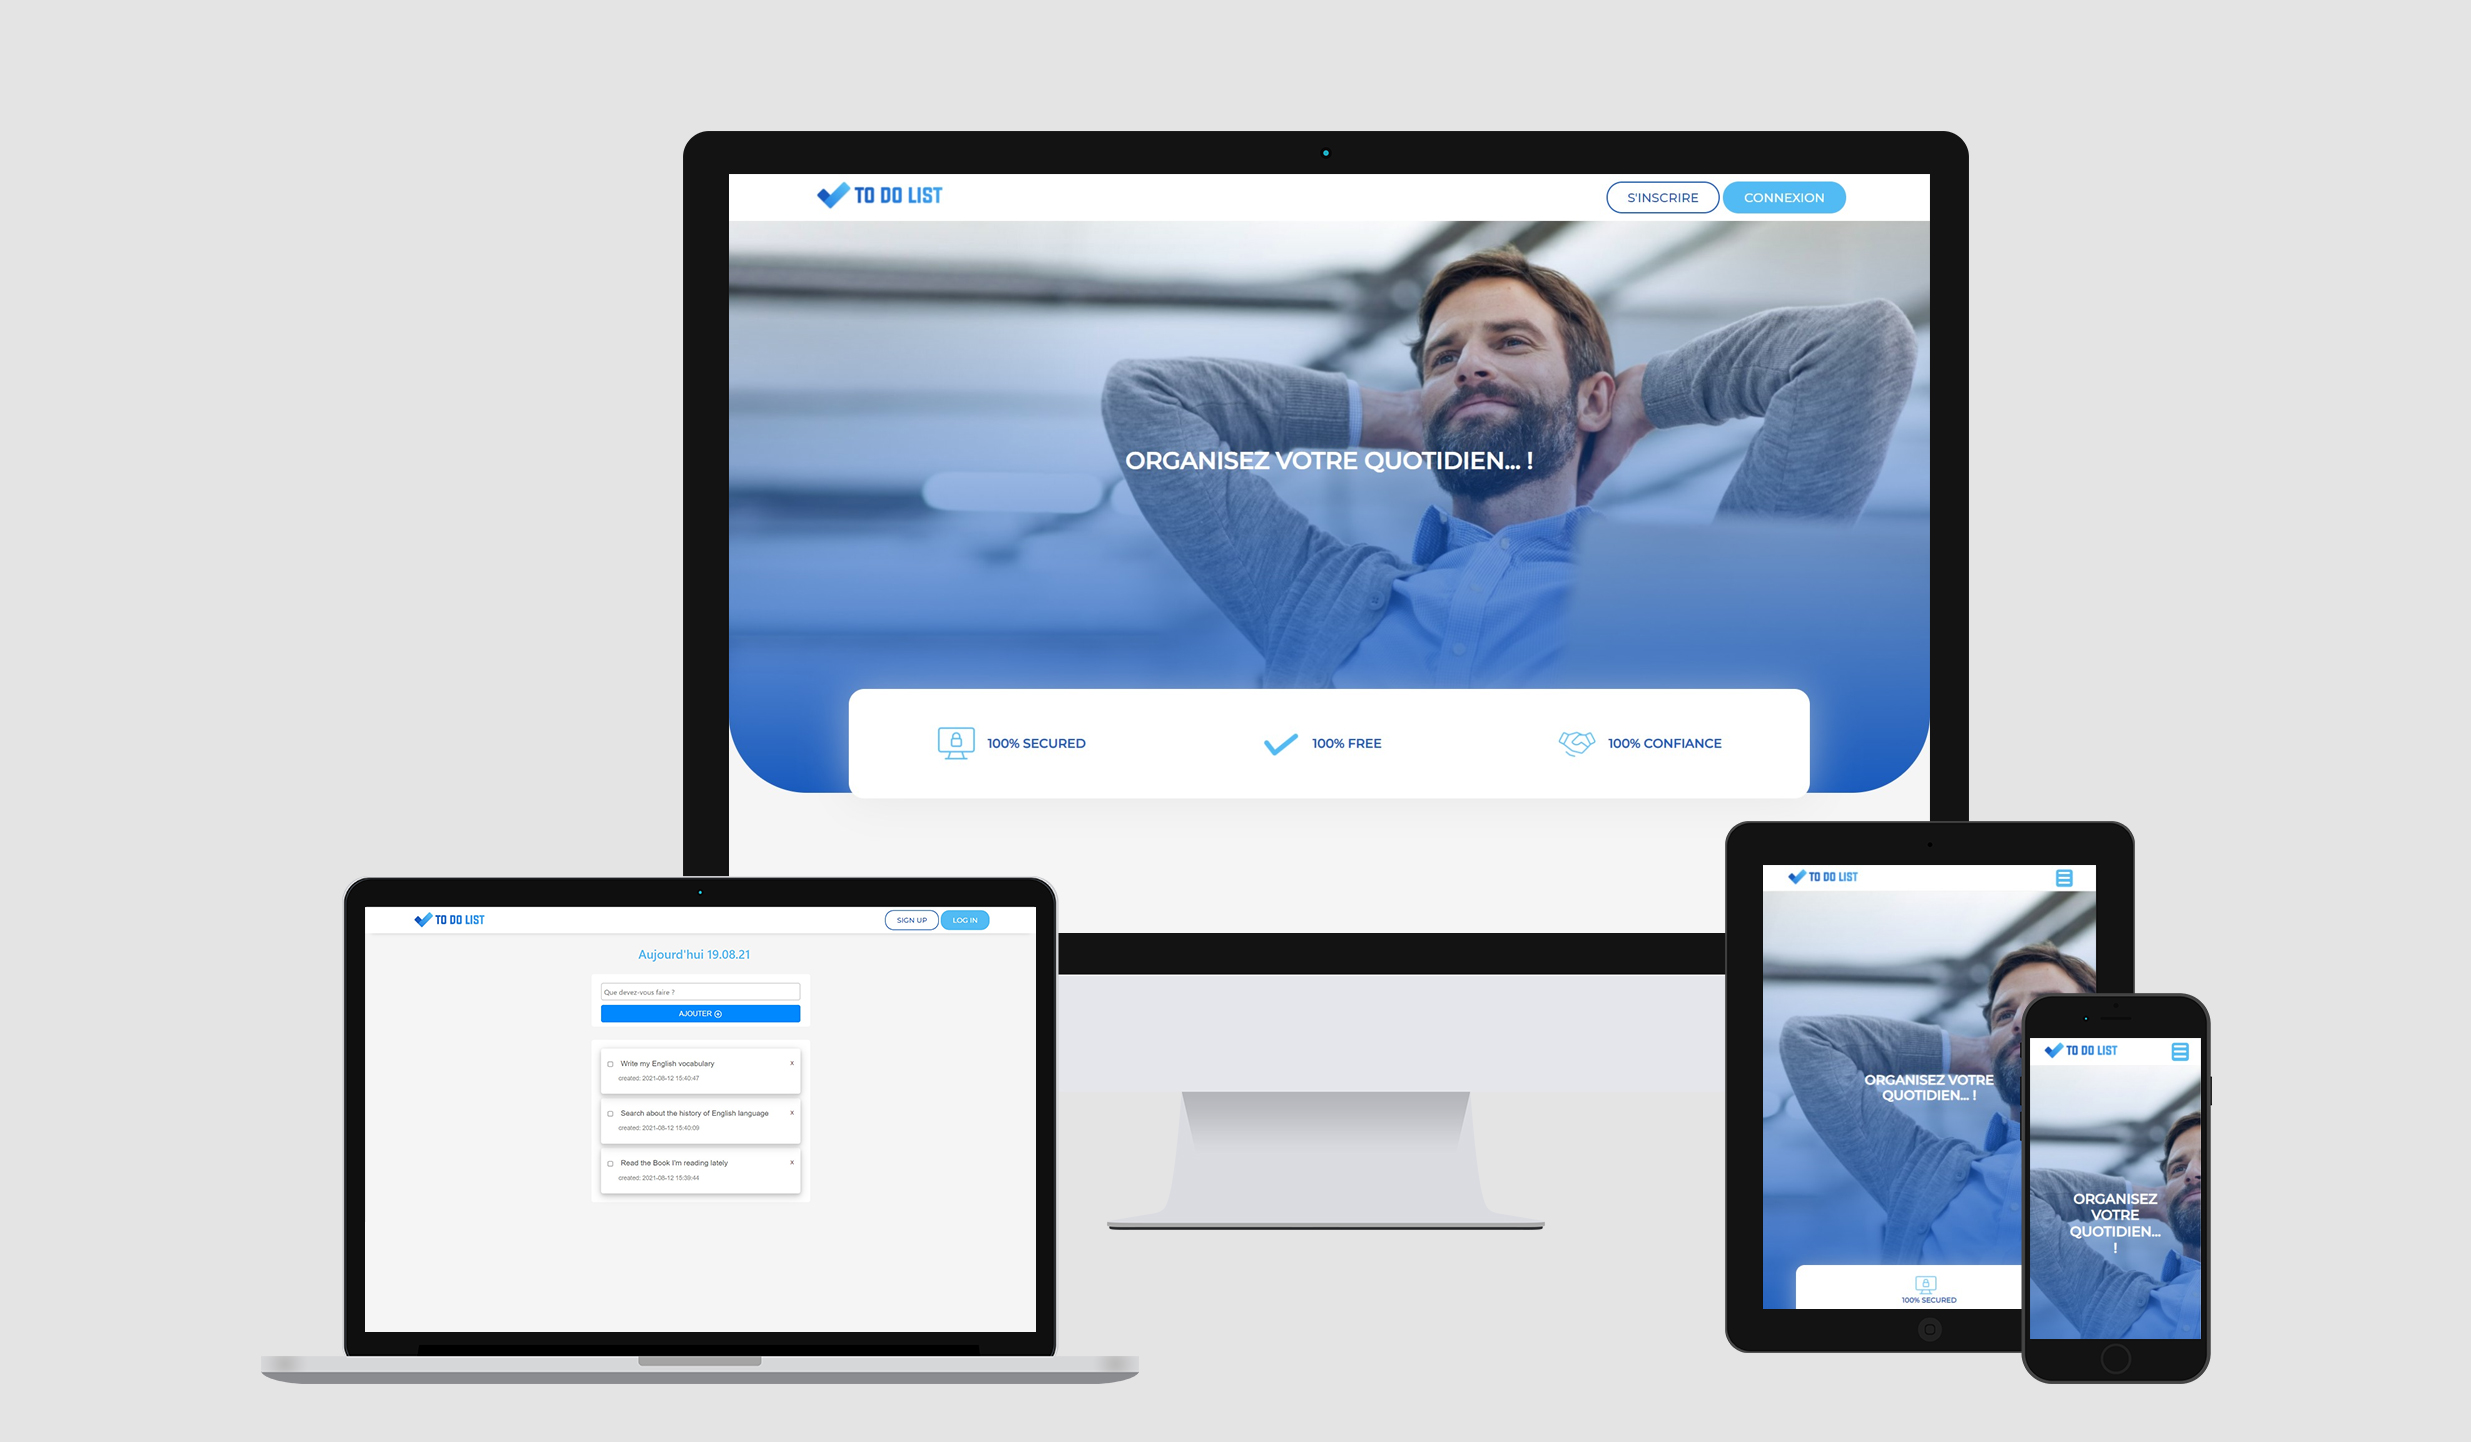 TO DO LIST
S'INSCRIRE
CONNEXION
ORGANISEZ VOTRE QUOTIDIEN... !
100% SECURED
100% FREE
100% CONFIANCE
TO DO LIST
SIGN UP
LOG IN
Aujourd'hui 19.08.21
Que devez-vous faire ?
AJOUTER
Write my English vocabulary
x
created: 2021-08-12 15:40:47
Search about the history of English language
x
created: 2021-08-12 15:40:09
Read the Book I'm reading lately
x
created: 2021-08-12 15:39:44
TO DO LIST
ORGANISEZ VOTRE
QUOTIDIEN... !
100% SECURED
TO DO LIST
ORGANISEZ
VOTRE
QUOTIDIEN...
!